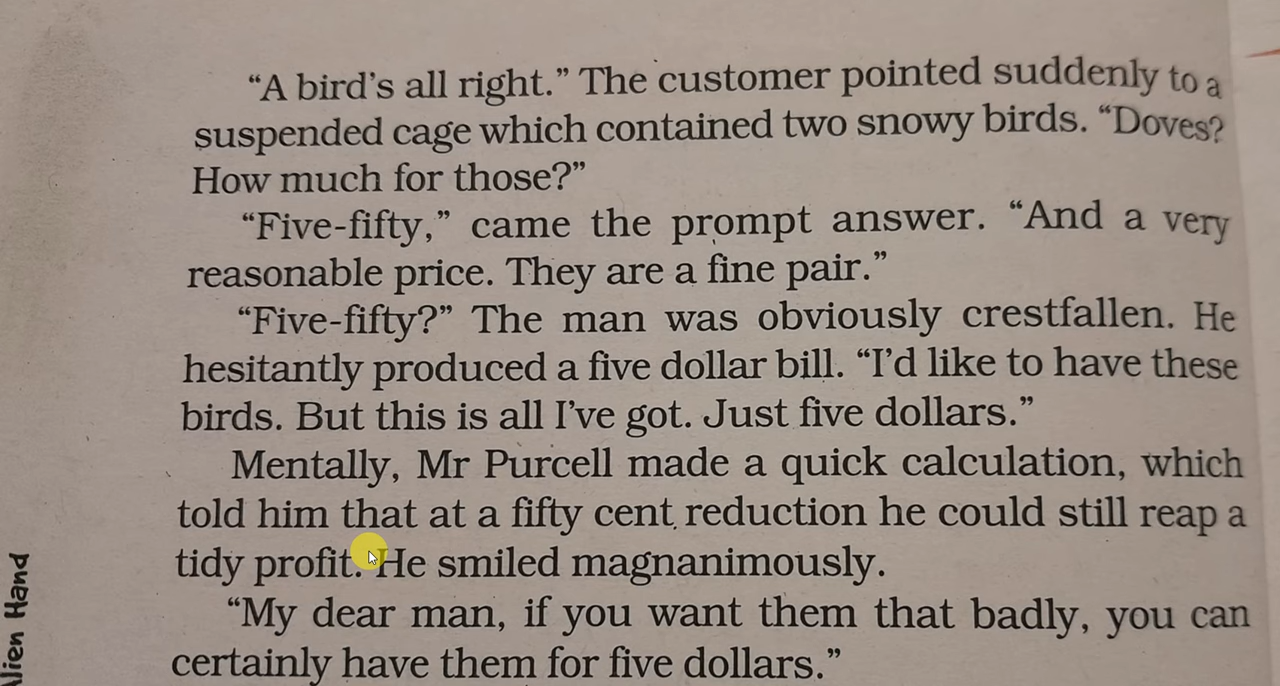 “A bird’s all right.” The customer pointed suddenly to a
suspended cage which contained two snowy birds. “Doves?
How much for those?”
“Five-fifty,” came the prompt answer. “And a very
reasonable price. They are a fine pair.”
“Five-fifty?” The man was obviously crestfallen. He
hesitantly produced a five dollar bill. “I’d like to have these
birds. But this is all I’ve got. Just five dollars.”
Mentally, Mr Purcell made a quick calculation, which
told him that at a fifty cent reduction he could still reap a
tidy profit. He smiled magnanimously.
“My dear man, if you want them that badly, you can
certainly have them for five dollars.”
Alien Hand